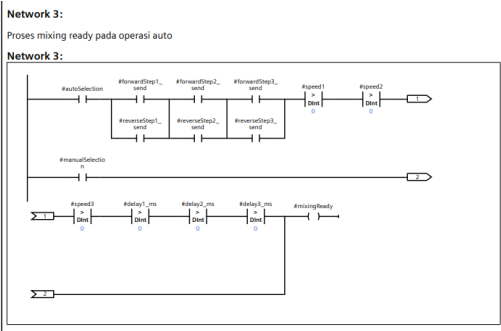 Network 3:
Proses mixing ready pada operasi auto
Network 3:
#forwardStep1_ #forwardStep2_ #forwardStep3_ #speed1 #speed2
#autoSelection send send send
> >
DInt DInt 1
0 0
#reverseStep1_ #reverseStep2_ #reverseStep3_
send send send
#manualSelectio
n
2
#speed3 #delay1_ms #delay2_ms #delay3_ms #mixingReady
1 > > > >
DInt DInt DInt DInt
0 0 0 0
2